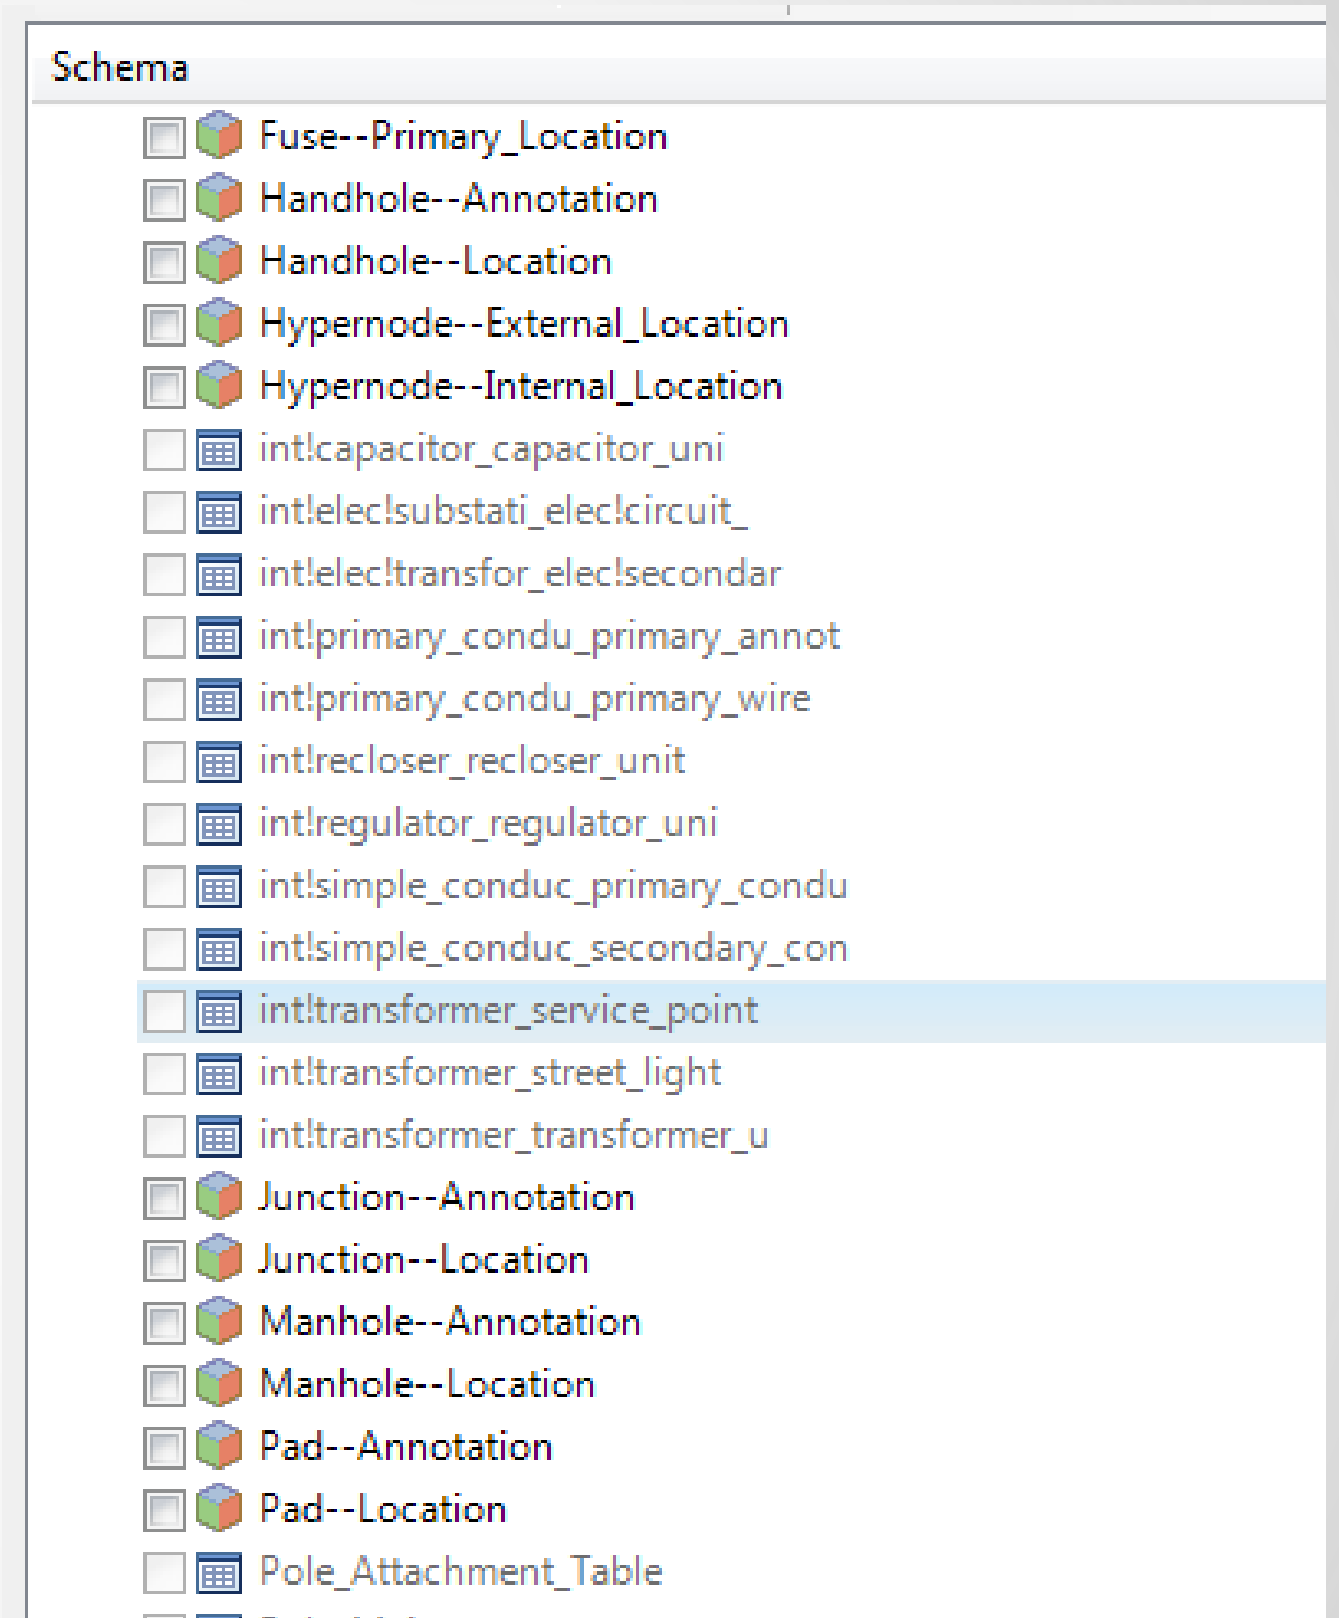 Schema
Fuse--Primary_Location
Handhole--Annotation
Handhole--Location
Hypernode--External_Location
Hypernode--Internal_Location
int!capacitor_capacitor_uni
int!elec!substati_elec!circuit_
int!elec!transfor_elec!secondar
int!primary_condu_primary_annot
int!primary_condu_primary_wire
int!recloser_recloser_unit
int!regulator_regulator_uni
int!simple_conduc_primary_condu
int!simple_conduc_secondary_con
int!transformer_service_point
int!transformer_street_light
int!transformer_transformer_u
Junction--Annotation
Junction--Location
Manhole--Annotation
Manhole--Location
Pad--Annotation
Pad--Location
Pole_Attachment_Table